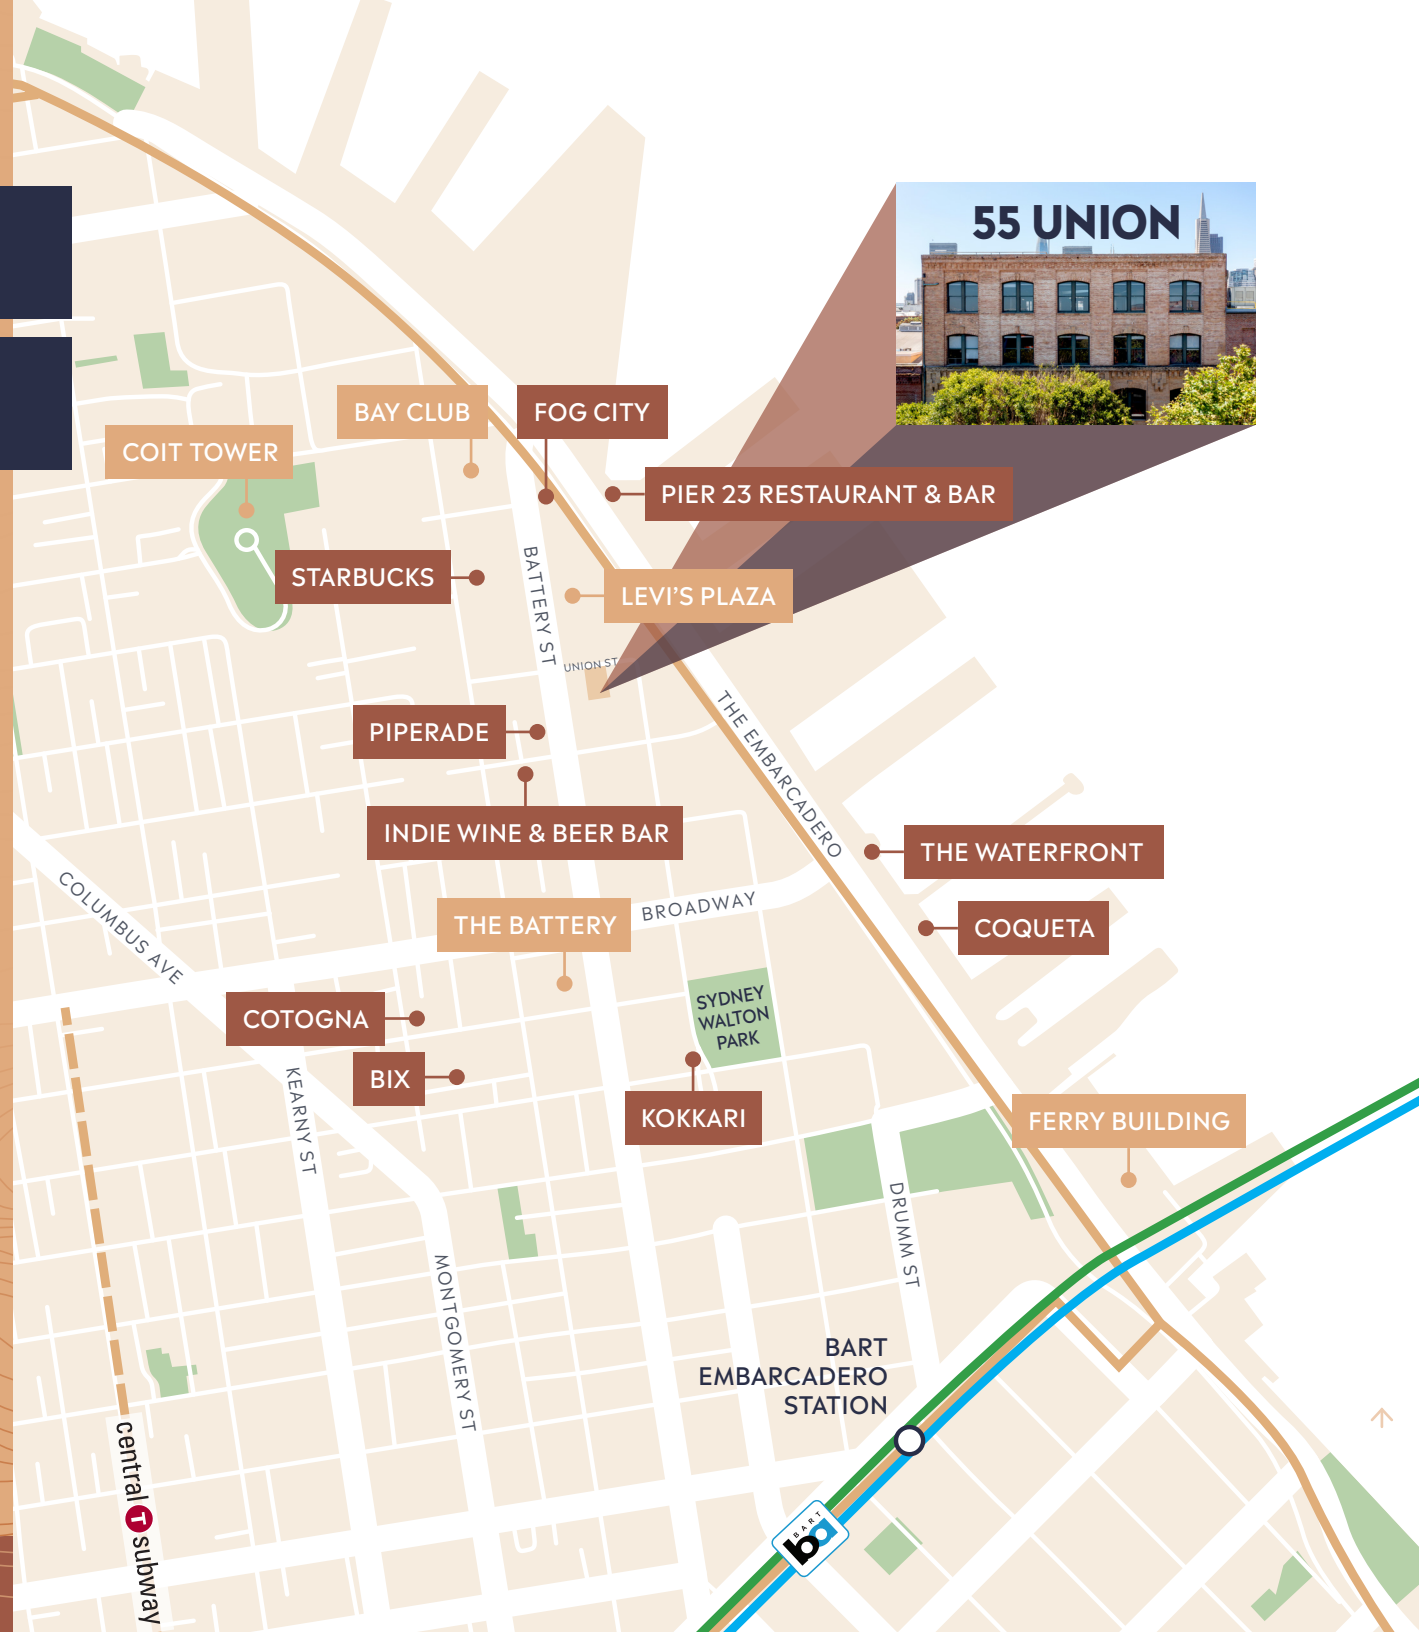 55 UNION
BAY CLUB
FOG CITY
COIT TOWER
PIER 23 RESTAURANT & BAR
STARBUCKS
LEVI’S PLAZA
BATTERY ST
UNION ST
PIPERADE
THE EMBARCADERO
INDIE WINE & BEER BAR
THE WATERFRONT
COLUMBUS AVE
BROADWAY
THE BATTERY
COQUETA
SYDNEY
WALTON
PARK
COTOGNA
BIX
KEARNY ST
KOKKARI
FERRY BUILDING
DRUMM ST
MONTGOMERY ST
BART
EMBARCADERO
STATION
central T subway
BART
ba